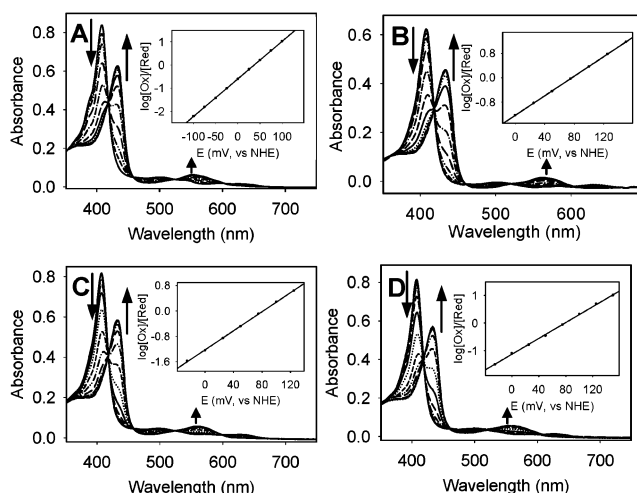 A
0.8
0.6
0.4
0.2
0.0
Absorbance
400 500 600 700
Wavelength (nm)
1
0
-1
-2
log[Ox]/[Red]
-100 -50 0 50 100
E (mV, vs NHE)
B
0.6
0.4
0.2
0.0
Absorbance
400 500 600
Wavelength (nm)
0.8
0.0
-0.8
log[Ox]/[Red]
0 40 80 120
E (mV, vs NHE)
C
0.8
0.6
0.4
0.2
0.0
Absorbance
400 500 600 700
Wavelength (nm)
0.8
0.0
-0.8
-1.6
log[Ox]/[Red]
0 40 80 120
E (mV, vs NHE)
D
0.8
0.6
0.4
0.2
0.0
Absorbance
400 500 600 700
Wavelength (nm)
1
0
-1
log[Ox]/[Red]
0 40 80 120
E (mV, vs NHE)